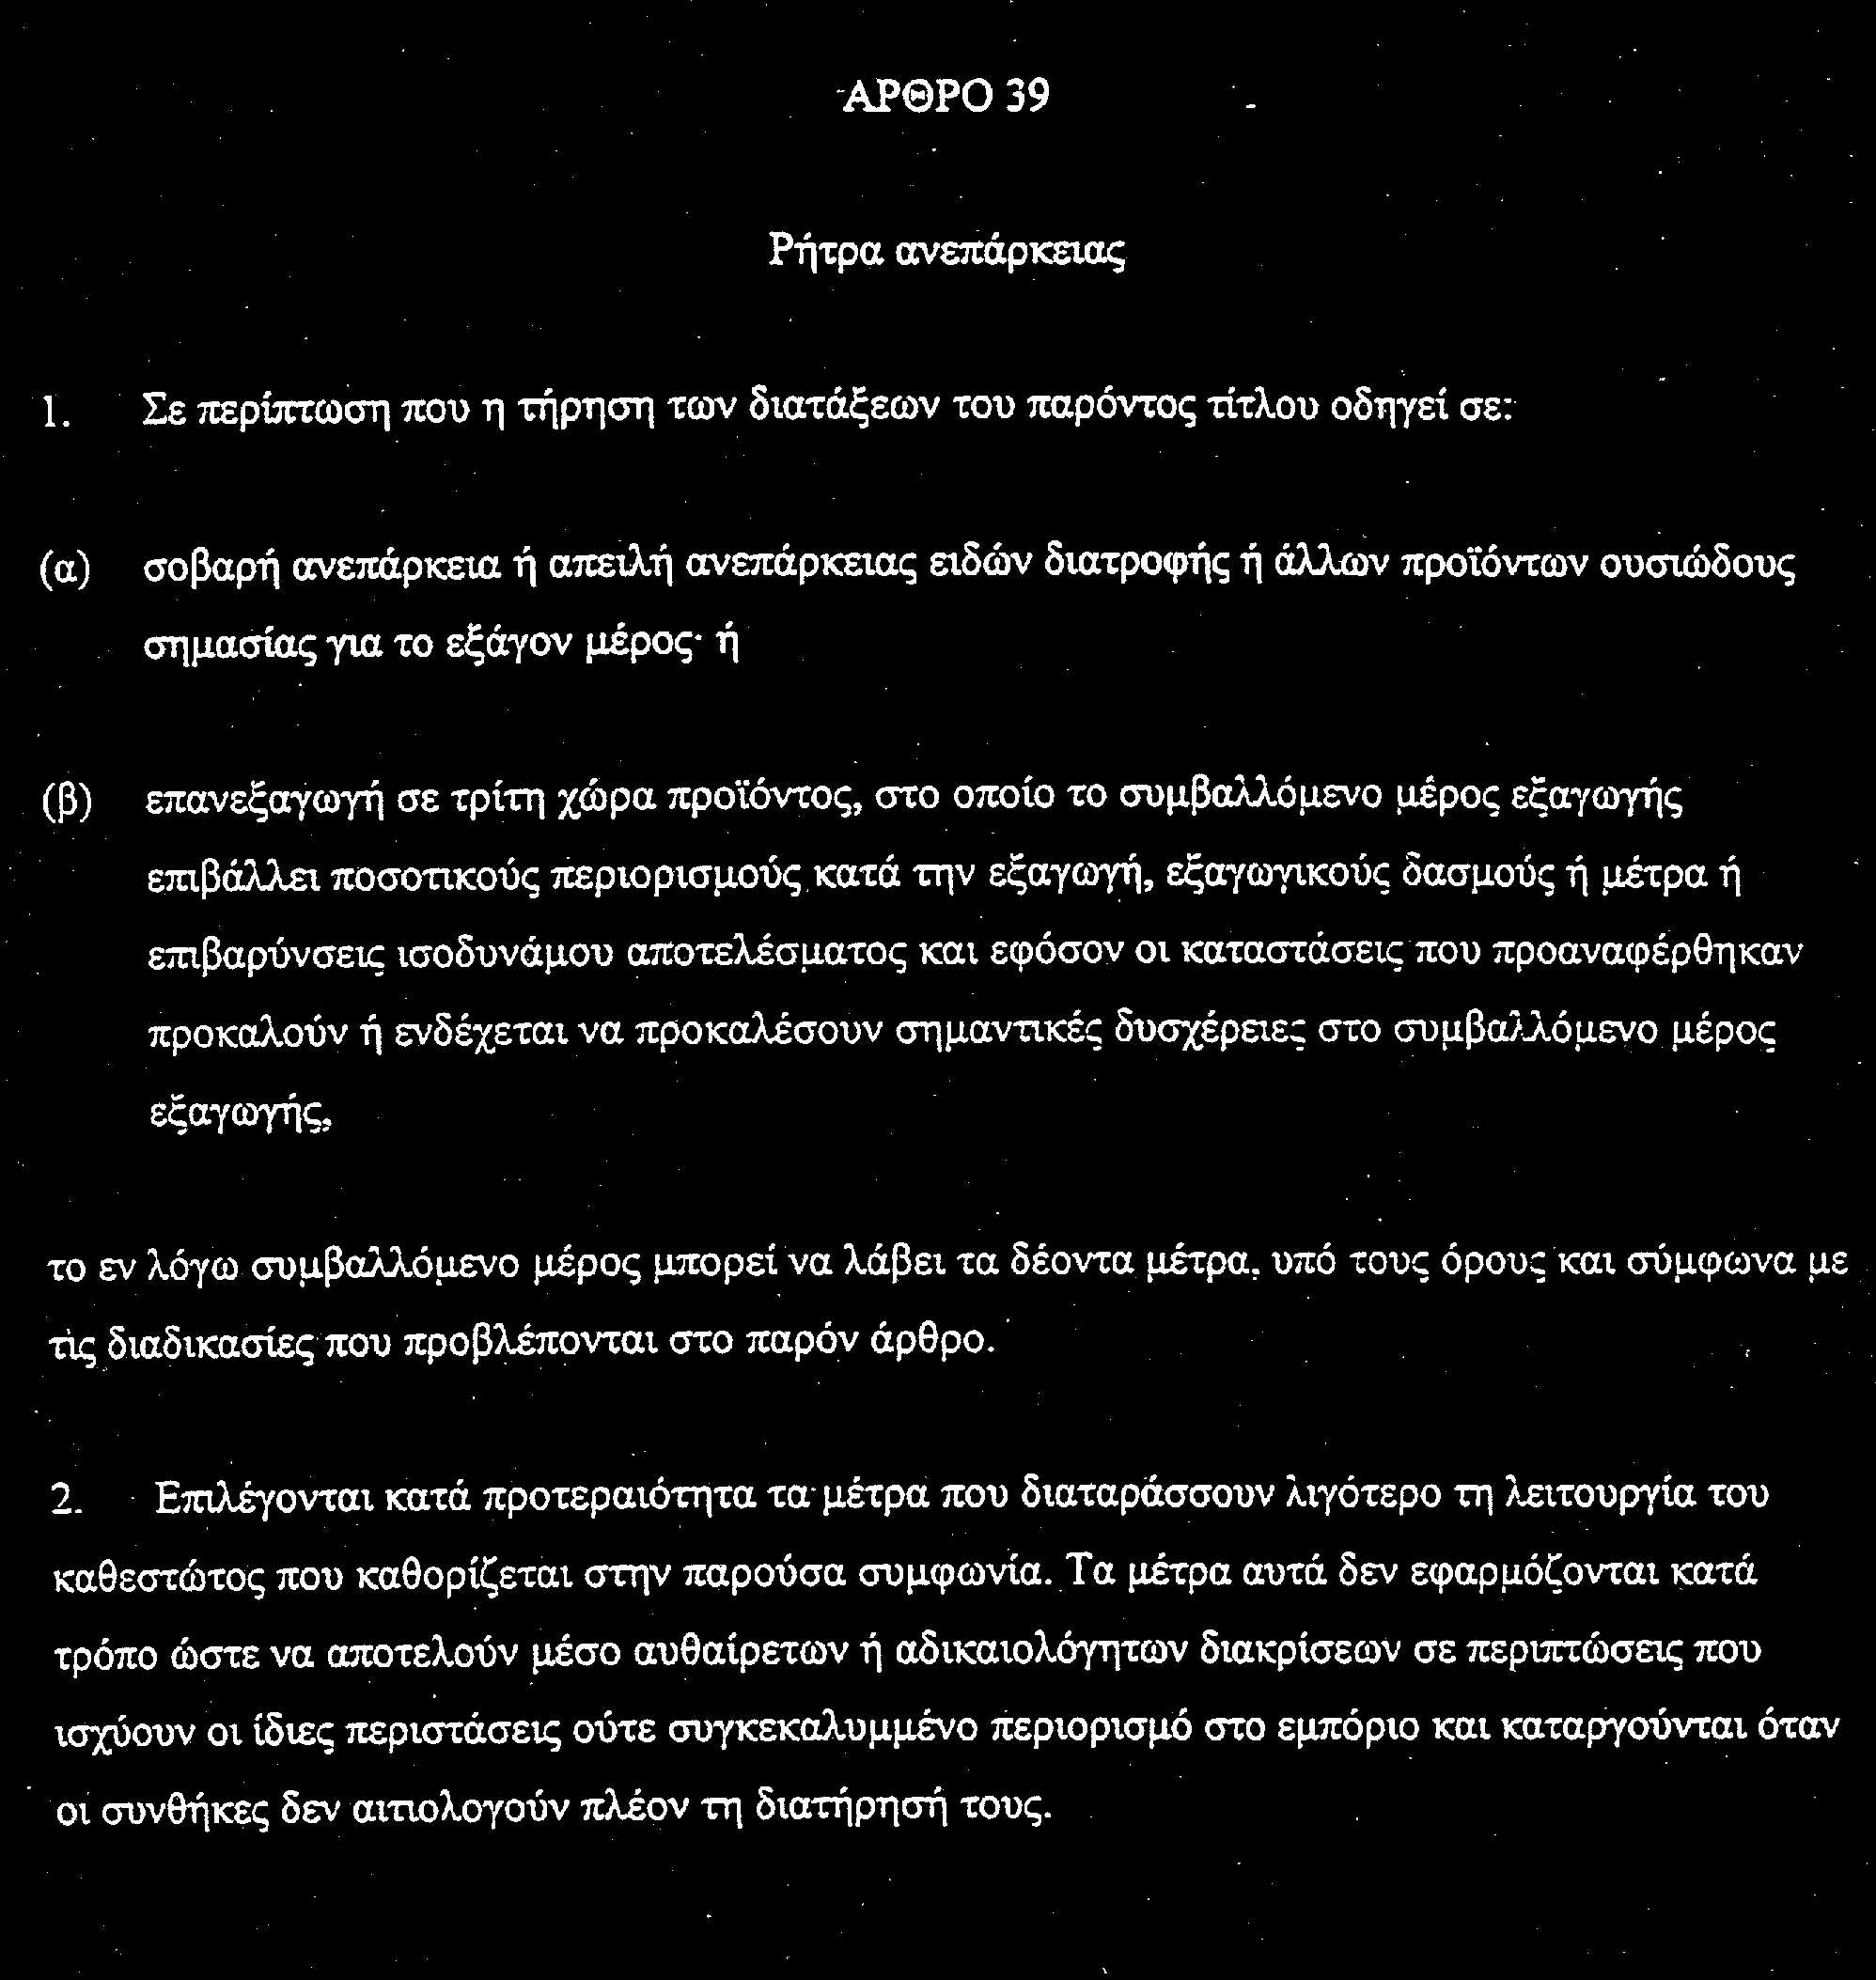 ΑΡΘΡΟ 39
Ρήτρα ανεπάρκειας
1. Σε περίπτωση που η τήρηση των διατάξεων του παρόντος τίτλου οδηγεί σε:
(α) σοβαρή ανεπάρκεια ή απειλή ανεπάρκειας ειδών διατροφής ή άλλων προϊόντων ουσιώδους
σημασίας για το εξάγον μέρος· ή
(β) επανεξαγωγή σε τρίτη χώρα προϊόντος, στο οποίο το συμβαλλόμενο μέρος εξαγωγής
επιβάλλει ποσοτικούς περιορισμούς κατά την εξαγωγή, εξαγωγικούς δασμούς ή μέτρα ή
επιβαρύνσεις ισοδυνάμου αποτελέσματος και εφόσον οι καταστάσεις που προαναφέρθηκαν
προκαλούν ή ενδέχεται να προκαλέσουν σημαντικές δυσχέρειες στο συμβαλλόμενο μέρος
εξαγωγής,
το εν λόγω συμβαλλόμενο μέρος μπορεί να λάβει τα δέοντα μέτρα, υπό τους όρους και σύμφωνα με
τις διαδικασίες που προβλέπονται στο παρόν άρθρο.
2. Επιλέγονται κατά προτεραιότητα τα μέτρα που διαταράσσουν λιγότερο τη λειτουργία του
καθεστώτος που καθορίζεται στην παρούσα συμφωνία. Τα μέτρα αυτά δεν εφαρμόζονται κατά
τρόπο ώστε να αποτελούν μέσο αυθαίρετων ή αδικαιολόγητων διακρίσεων σε περιπτώσεις που
ισχύουν οι ίδιες περιστάσεις ούτε συγκεκαλυμμένο περιορισμό στο εμπόριο και καταργούνται όταν
οι συνθήκες δεν αιτιολογούν πλέον τη διατήρησή τους.